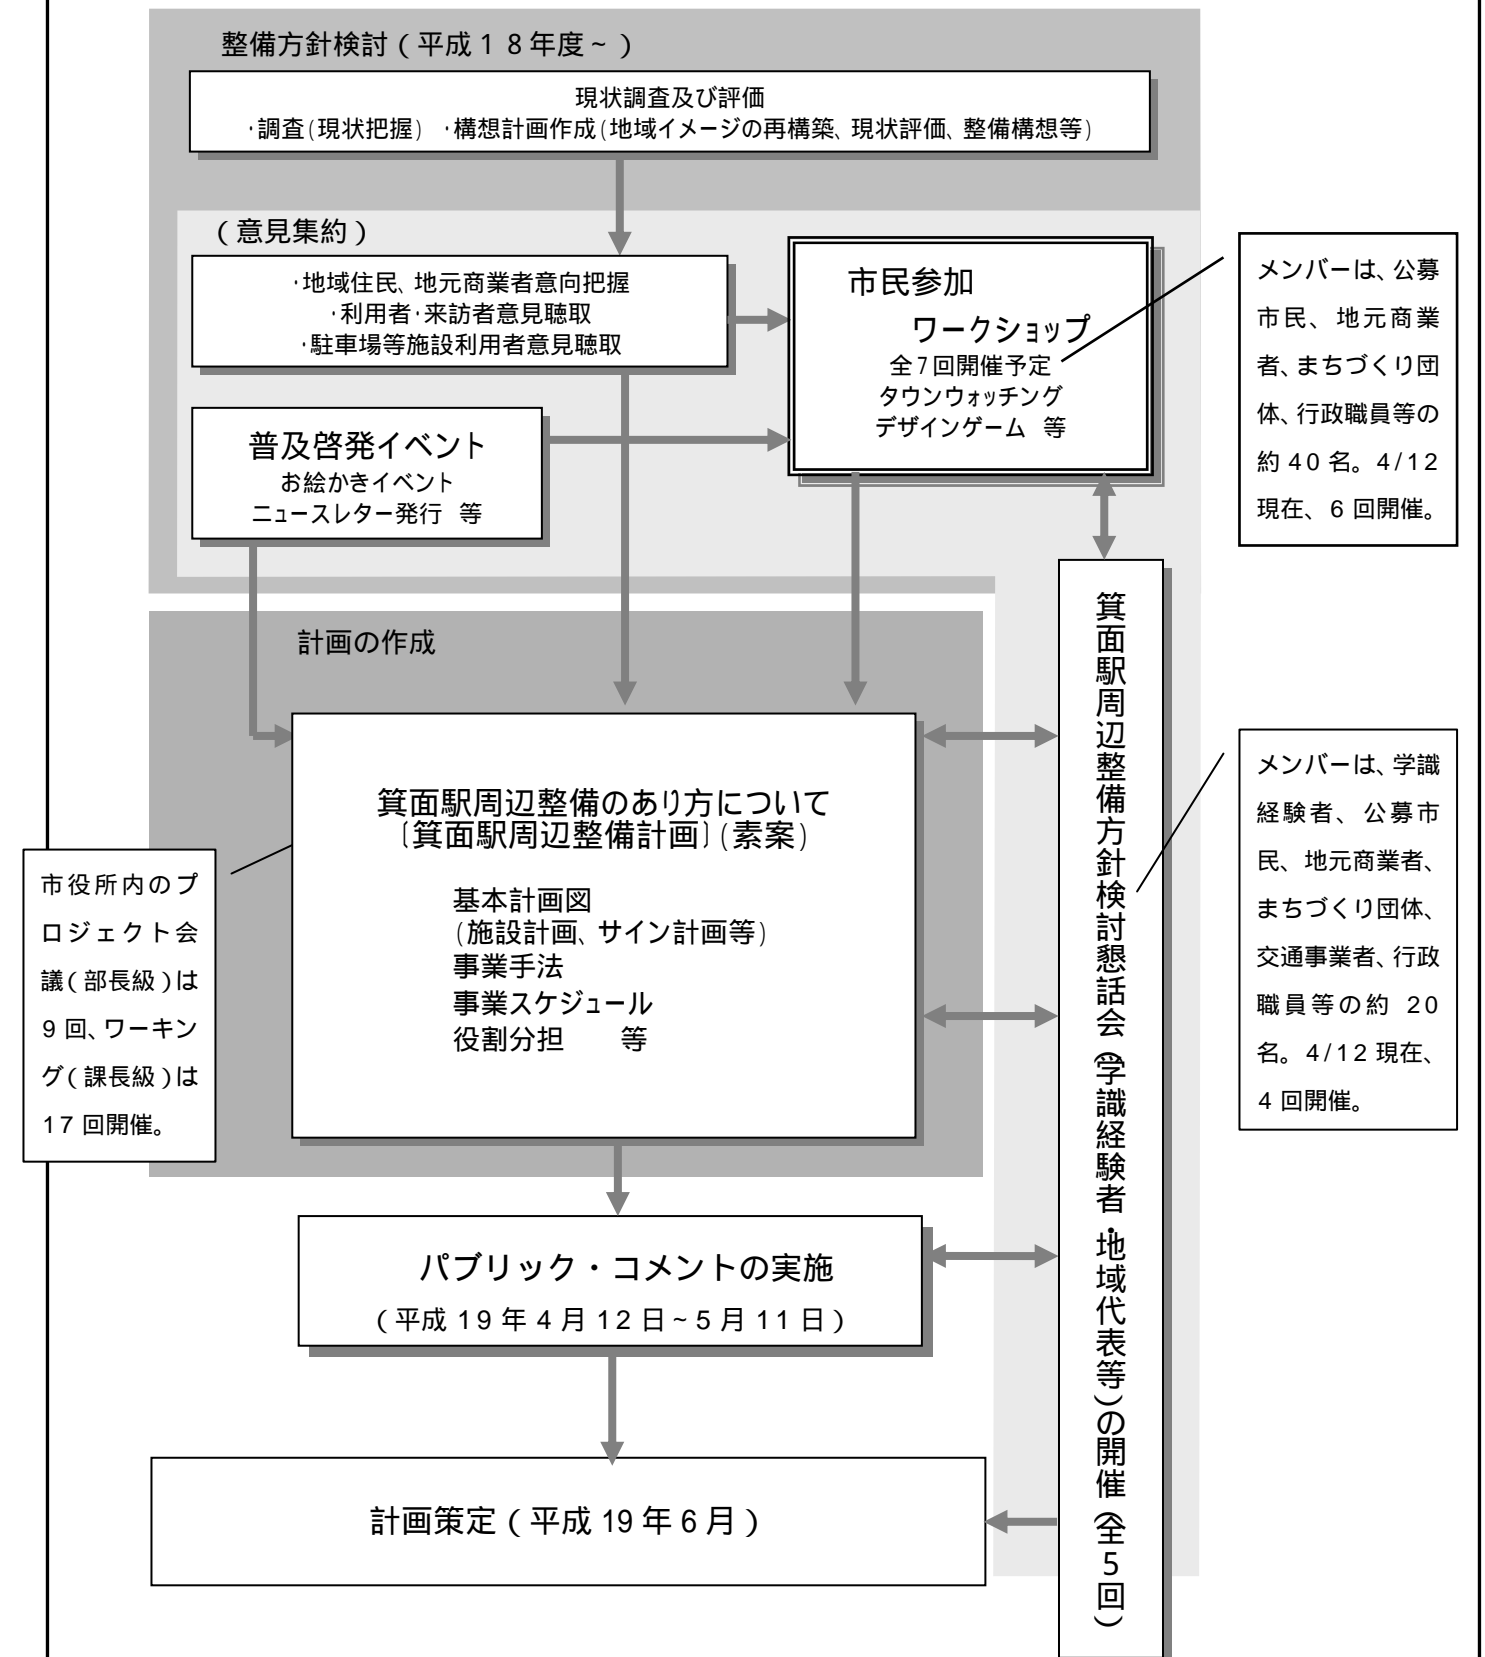 整備方針検討（平成１８年度～）
現状調査及び評価
・調査(現状把握)　・構想計画作成(地域イメージの再構築、現状評価、整備構想等)
（意見集約）
・地域住民、地元商業者意向把握
・利用者・来訪者意見聴取
・駐車場等施設利用者意見聴取
市民参加
ワークショップ
全7回開催予定
タウンウォッチング
デザインゲーム　等
メンバーは、公募
市民、地元商業
者、まちづくり団
体、行政職員等の
約 40 名。4/12
現在、6 回開催。
普及啓発イベント
お絵かきイベント
ニュースレター発行　等
計画の作成
箕面駅周辺整備のあり方について
〔箕面駅周辺整備計画〕(素案)
基本計画図
(施設計画、サイン計画等)
事業手法
事業スケジュール
役割分担　　等
市役所内のプ
ロジェクト会
議(部長級)は
9 回、ワーキン
グ(課長級)は
17 回開催。
箕面駅周辺整備方針検討懇話会（学識経験者・地域代表等）の開催（全5回）
メンバーは、学識
経験者、公募市
民、地元商業者、
まちづくり団体、
交通事業者、行政
職員等の約 20
名。4/12 現在、
4 回開催。
パブリック・コメントの実施
（平成 19 年 4 月 12 日～5 月 11 日）
計画策定（平成 19 年 6 月）